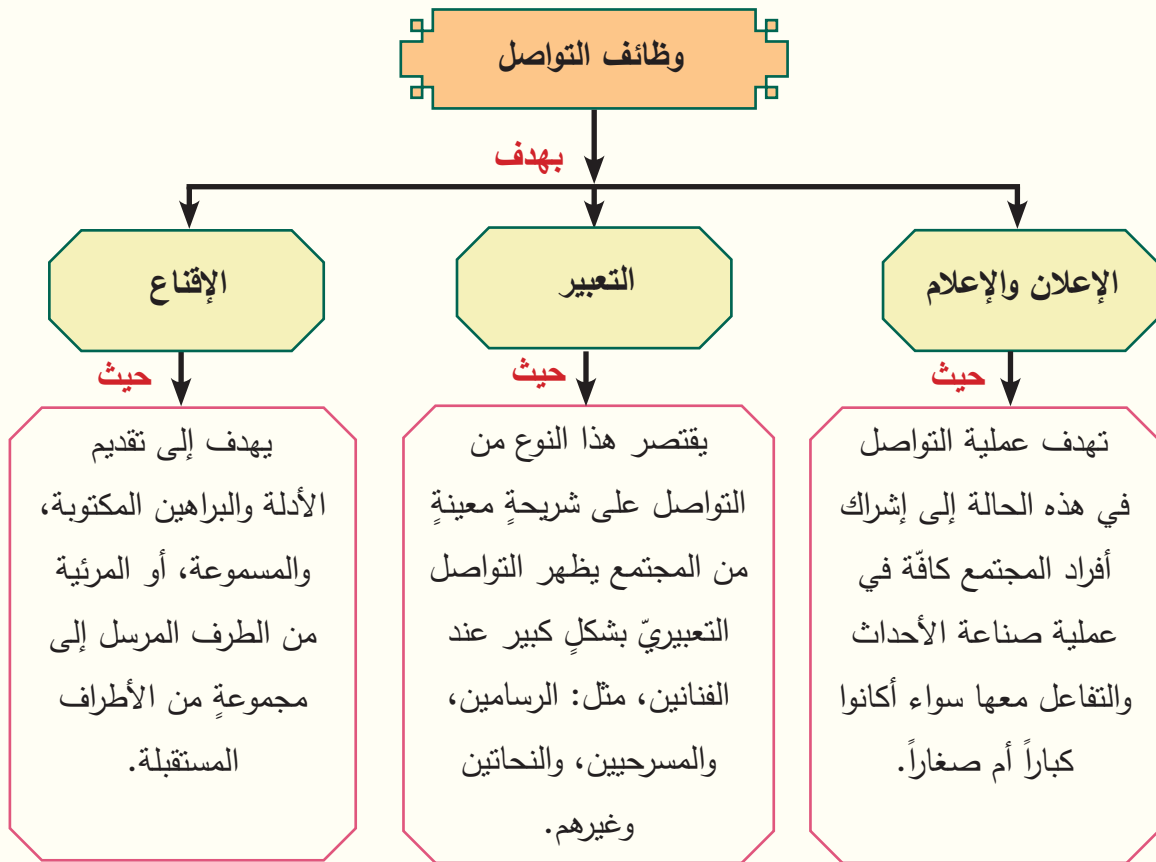 وظائف التواصل
بهدف
الإعلان والإعلام
حيث
تهدف عملية التواصل
في هذه الحالة إلى إشراك
أفراد المجتمع كافّة في
عملية صناعة الأحداث
والتفاعل معها سواء أكانوا
كباراً أم صغاراً.
التعبير
حيث
يقتصر هذا النوع من
التواصل على شريحةٍ معينةٍ
من المجتمع يظهر التواصل
التعبيريّ بشكلٍ كبير عند
الفنانين، مثل: الرسامين،
والمسرحيين، والنحاتين
وغيرهم.
الإقناع
حيث
يهدف إلى تقديم
الأدلة والبراهين المكتوبة،
والمسموعة، أو المرئية
من الطرف المرسل إلى
مجموعةٍ من الأطراف
المستقبلة.